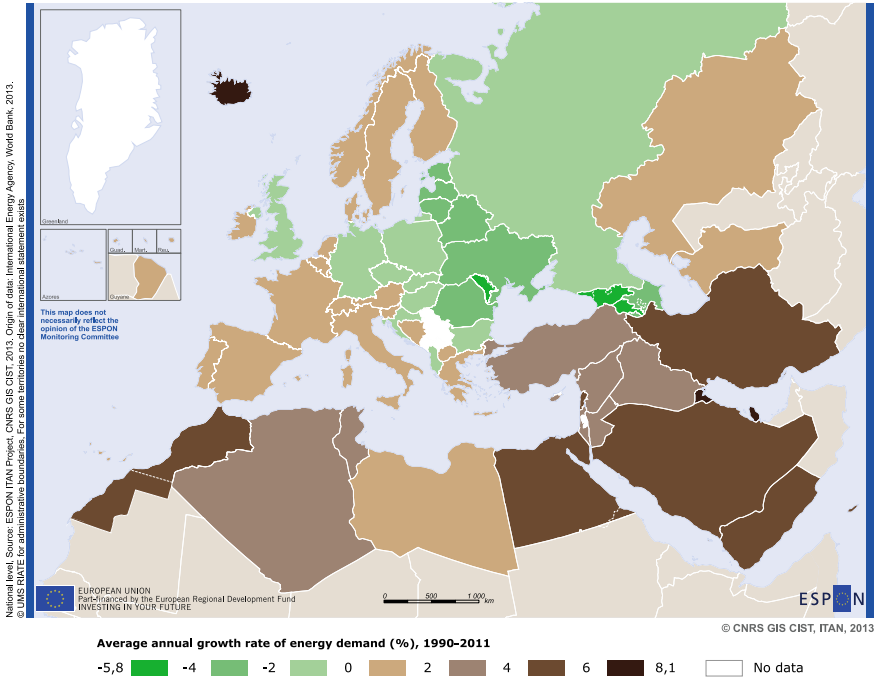 National level, Source: ESPON ITAN Project, CNRS GIS CIST, 2013. Origin of data: International Energy Agency, World Bank, 2013.
© UMS RIATE for administrative boundaries. For some territories no clear international statement exists
Greenland
Azores
Guad.
Mart.
Reu.
Guyane
This map does not
necessarily reflect the
opinion of the ESPON
Monitoring Committee
EUROPEAN UNION
Part-financed by the European Regional Development Fund
INVESTING IN YOUR FUTURE
0 500 1 000
km
ESPON
© CNRS GIS CIST, ITAN, 2013
Average annual growth rate of energy demand (%), 1990-2011
-5,8 -4 -2 0 2 4 6 8,1 No data